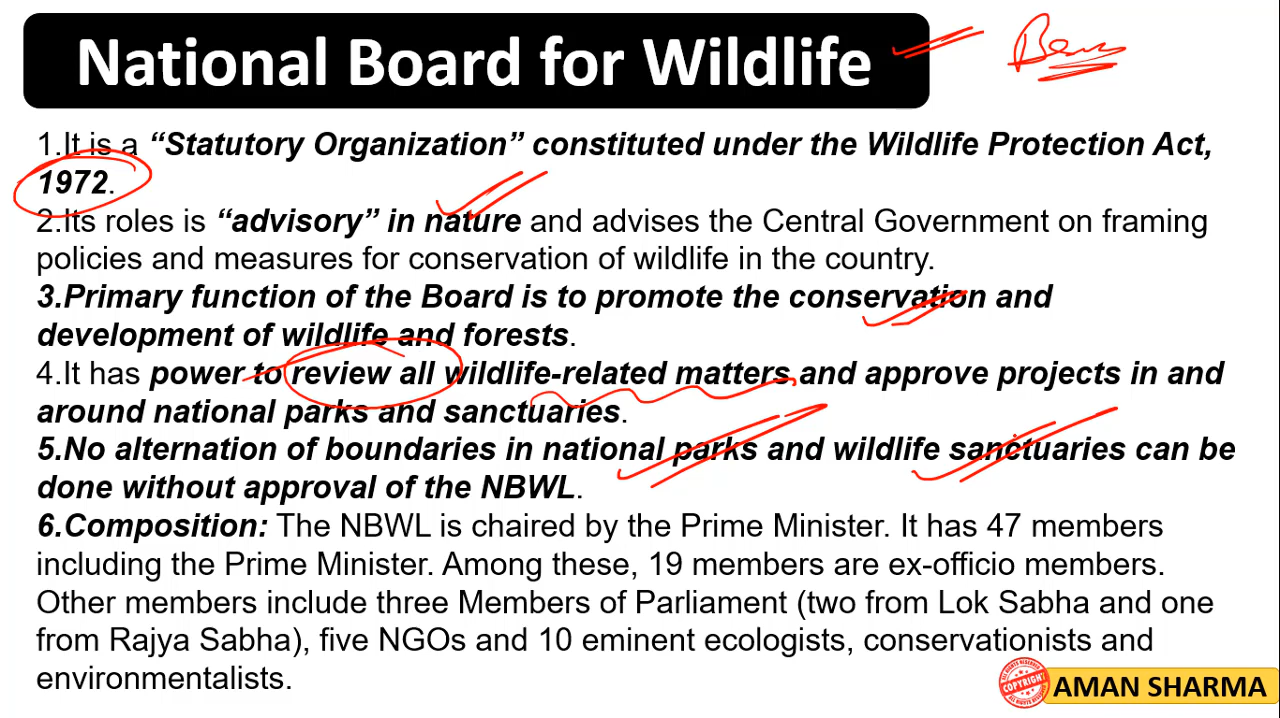 National Board for Wildlife
1.It is a “Statutory Organization” constituted under the Wildlife Protection Act,
1972.
2.Its roles is “advisory” in nature and advises the Central Government on framing
policies and measures for conservation of wildlife in the country.
3.Primary function of the Board is to promote the conservation and
development of wildlife and forests.
4.It has power to review all wildlife-related matters and approve projects in and
around national parks and sanctuaries.
5.No alternation of boundaries in national parks and wildlife sanctuaries can be
done without approval of the NBWL.
6.Composition: The NBWL is chaired by the Prime Minister. It has 47 members
including the Prime Minister. Among these, 19 members are ex-officio members.
Other members include three Members of Parliament (two from Lok Sabha and one
from Rajya Sabha), five NGOs and 10 eminent ecologists, conservationists and
environmentalists.
COPYRIGHT
AMAN SHARMA